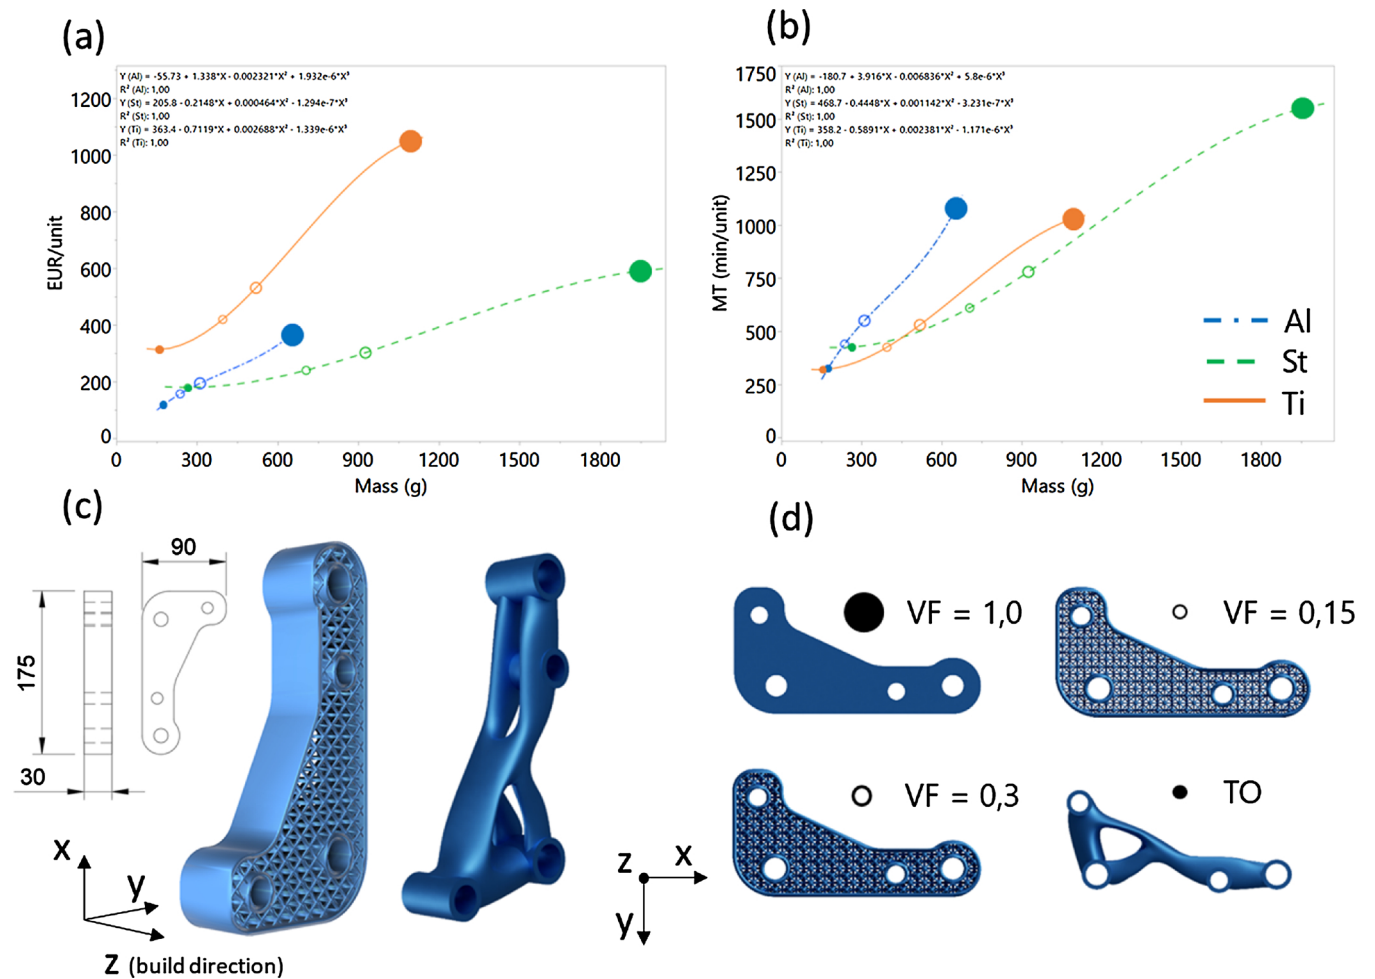 (a)
Y (Al) = -55.73 + 1.338*X - 0.002321*X² + 1.932e-6*X³
R² (Al): 1,00
Y (St) = 205.8 - 0.2148*X + 0.000464*X² - 1.294e-7*X³
R² (St): 1,00
Y (Ti) = 363.4 - 0.7119*X + 0.002688*X² - 1.339e-6*X³
R² (Ti): 1,00
1200
1000
800
600
400
200
0
EUR/unit
0 300 600 900 1200 1500 1800
Mass (g)
(b)
Y (Al) = -180.7 + 3.916*X - 0.006836*X² + 5.8e-6*X³
R² (Al): 1,00
Y (St) = 468.7 - 0.4448*X + 0.001142*X² - 3.231e-7*X³
R² (St): 1,00
Y (Ti) = 358.2 - 0.5891*X + 0.002381*X² - 1.171e-6*X³
R² (Ti): 1,00
1750
1500
1250
1000
750
500
250
0
MT (min/unit)
0 300 600 900 1200 1500 1800
Mass (g)
Al
St
Ti
(c)
90
175
30
x
y
z (build direction)
(d)
VF = 1,0
VF = 0,15
VF = 0,3
TO
z x
y